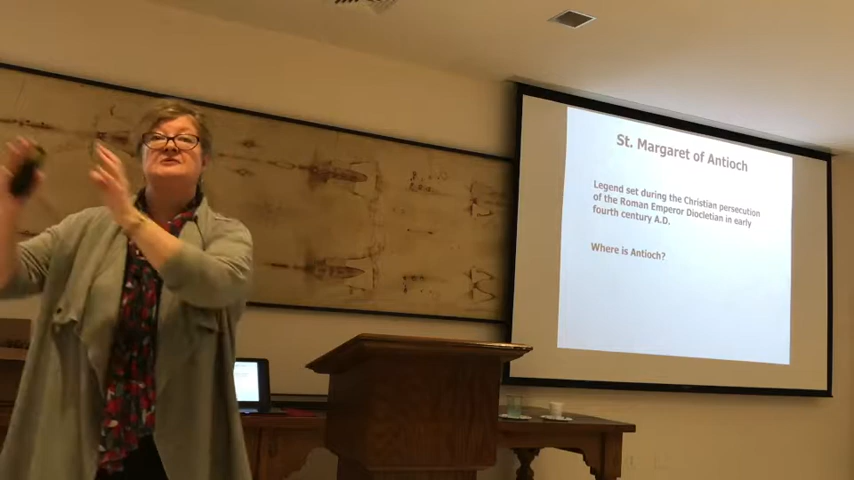 St. Margaret of Antioch
Legend set during the Christian persecution
of the Roman Emperor Diocletian in early
fourth century A.D.
Where is Antioch?